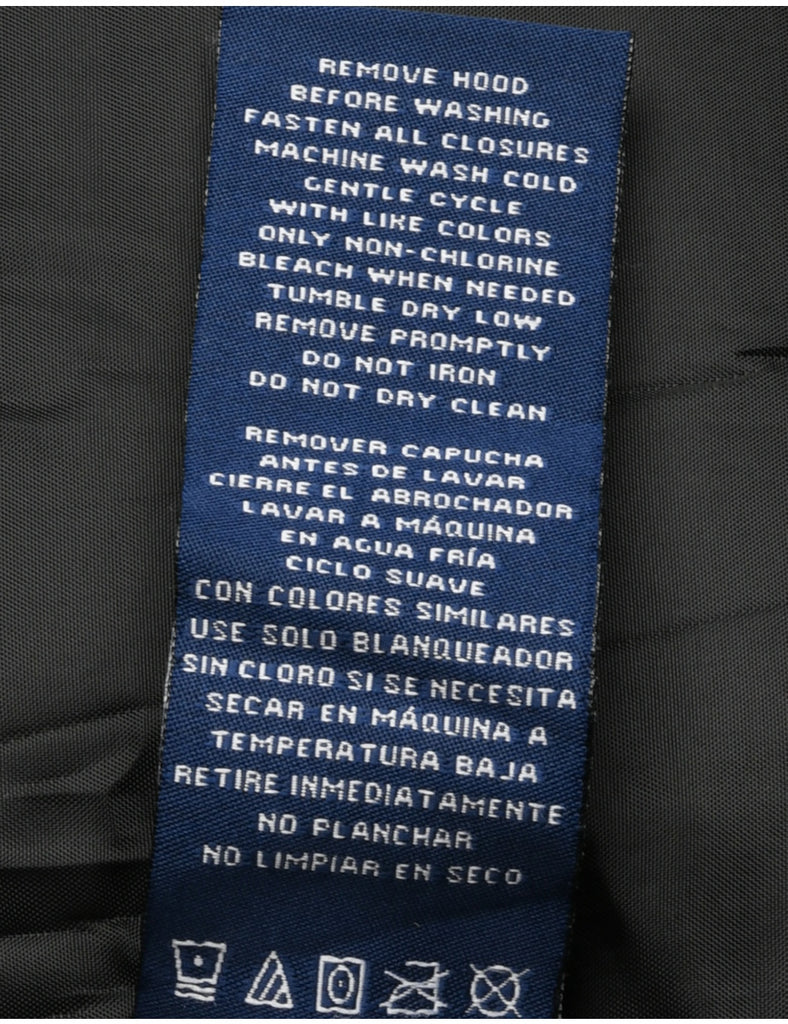 REMOVE HOOD
BEFORE WASHING
FASTEN ALL CLOSURES
MACHINE WASH COLD
GENTLE CYCLE
WITH LIKE COLORS
ONLY NON-CHLORINE
BLEACH WHEN NEEDED
TUMBLE DRY LOW
REMOVE PROMPTLY
DO NOT IRON
DO NOT DRY CLEAN
REMOVER CAPUCHA
ANTES DE LAVAR
CIERRE EL ABROCHADOR
LAVAR A MÁQUINA
EN AGUA FRÍA
CICLO SUAVE
CON COLORES SIMILARES
USE SOLO BLANQUEADOR
SIN CLORO SI SE NECESITA
SECAR EN MÁQUINA A
TEMPERATURA BAJA
RETIRE INMEDIATAMENTE
NO PLANCHAR
NO LIMPIAR EN SECO